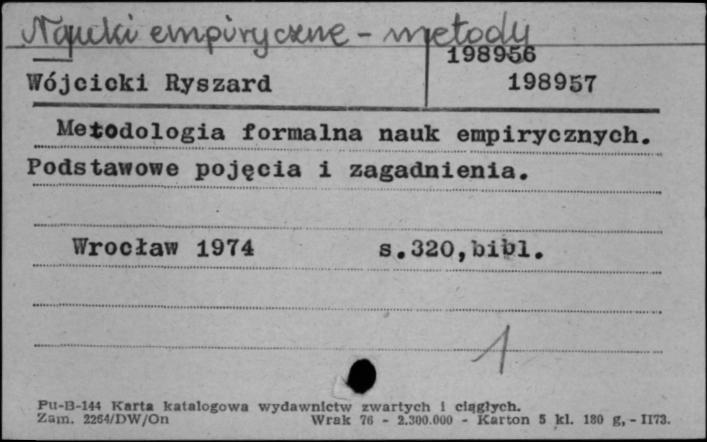 Nauki empiryczne - metody
198956
Wójcicki Ryszard 198957
Metodologia formalna nauk empirycznych.
Podstawowe pojęcia i zagadnienia.
Wrocław 1974 s.320,bibl.
1
Pu-B-144 Karta katalogowa wydawnictw zwartych i ciągłych.
Zam. 2264/DW/On Wrak 76 - 2.300.000 - Karton 5 kl. 180 g, - II73.